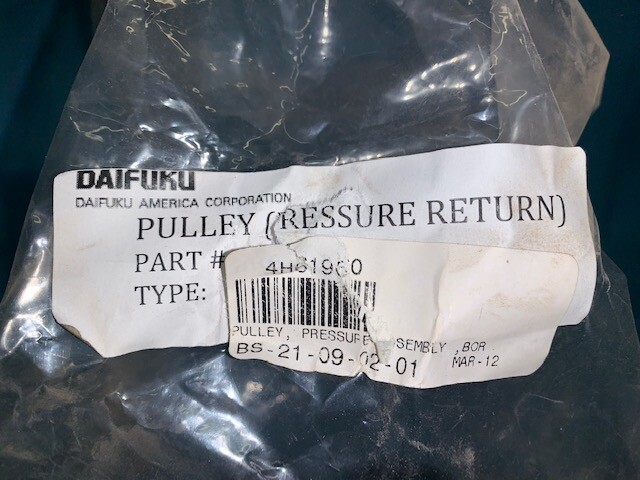 DAIFUKU
DAIFUKU AMERICA CORPORATION
PULLEY (RESSURE RETURN)
PART #
TYPE:
PULLEY, PRESSURE SEMBLY ,BOR
BS-21-09-02-01
MAR-12